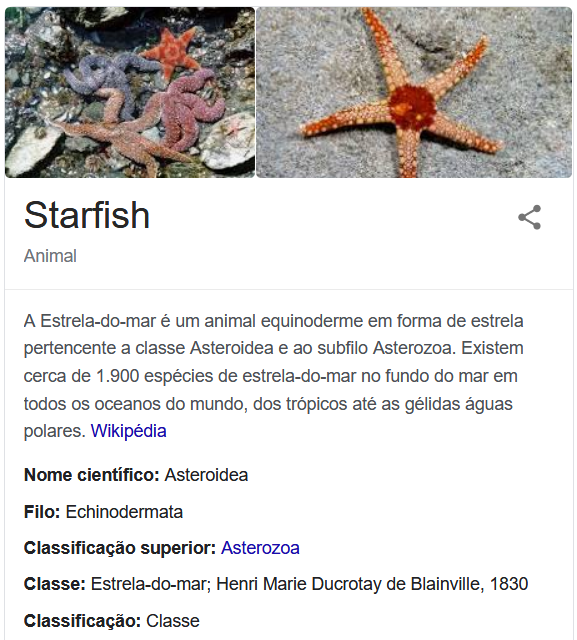 Starfish
Animal
A Estrela-do-mar é um animal equinoderme em forma de estrela
pertencente a classe Asteroidea e ao subfilo Asterozoa. Existem
cerca de 1.900 espécies de estrela-do-mar no fundo do mar em
todos os oceanos do mundo, dos trópicos até as gélidas águas
polares. Wikipédia
Nome científico: Asteroidea
Filo: Echinodermata
Classificação superior: Asterozoa
Classe: Estrela-do-mar; Henri Marie Ducrotay de Blainville, 1830
Classificação: Classe